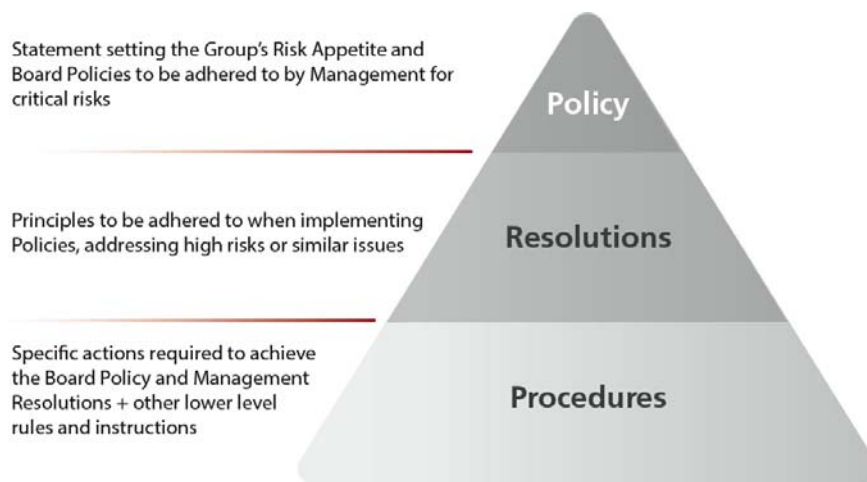 Statement setting the Group's Risk Appetite and
Board Policies to be adhered to by Management for
critical risks
Policy
Principles to be adhered to when implementing
Policies, addressing high risks or similar issues
Resolutions
Specific actions required to achieve
the Board Policy and Management
Resolutions + other lower level
rules and instructions
Procedures